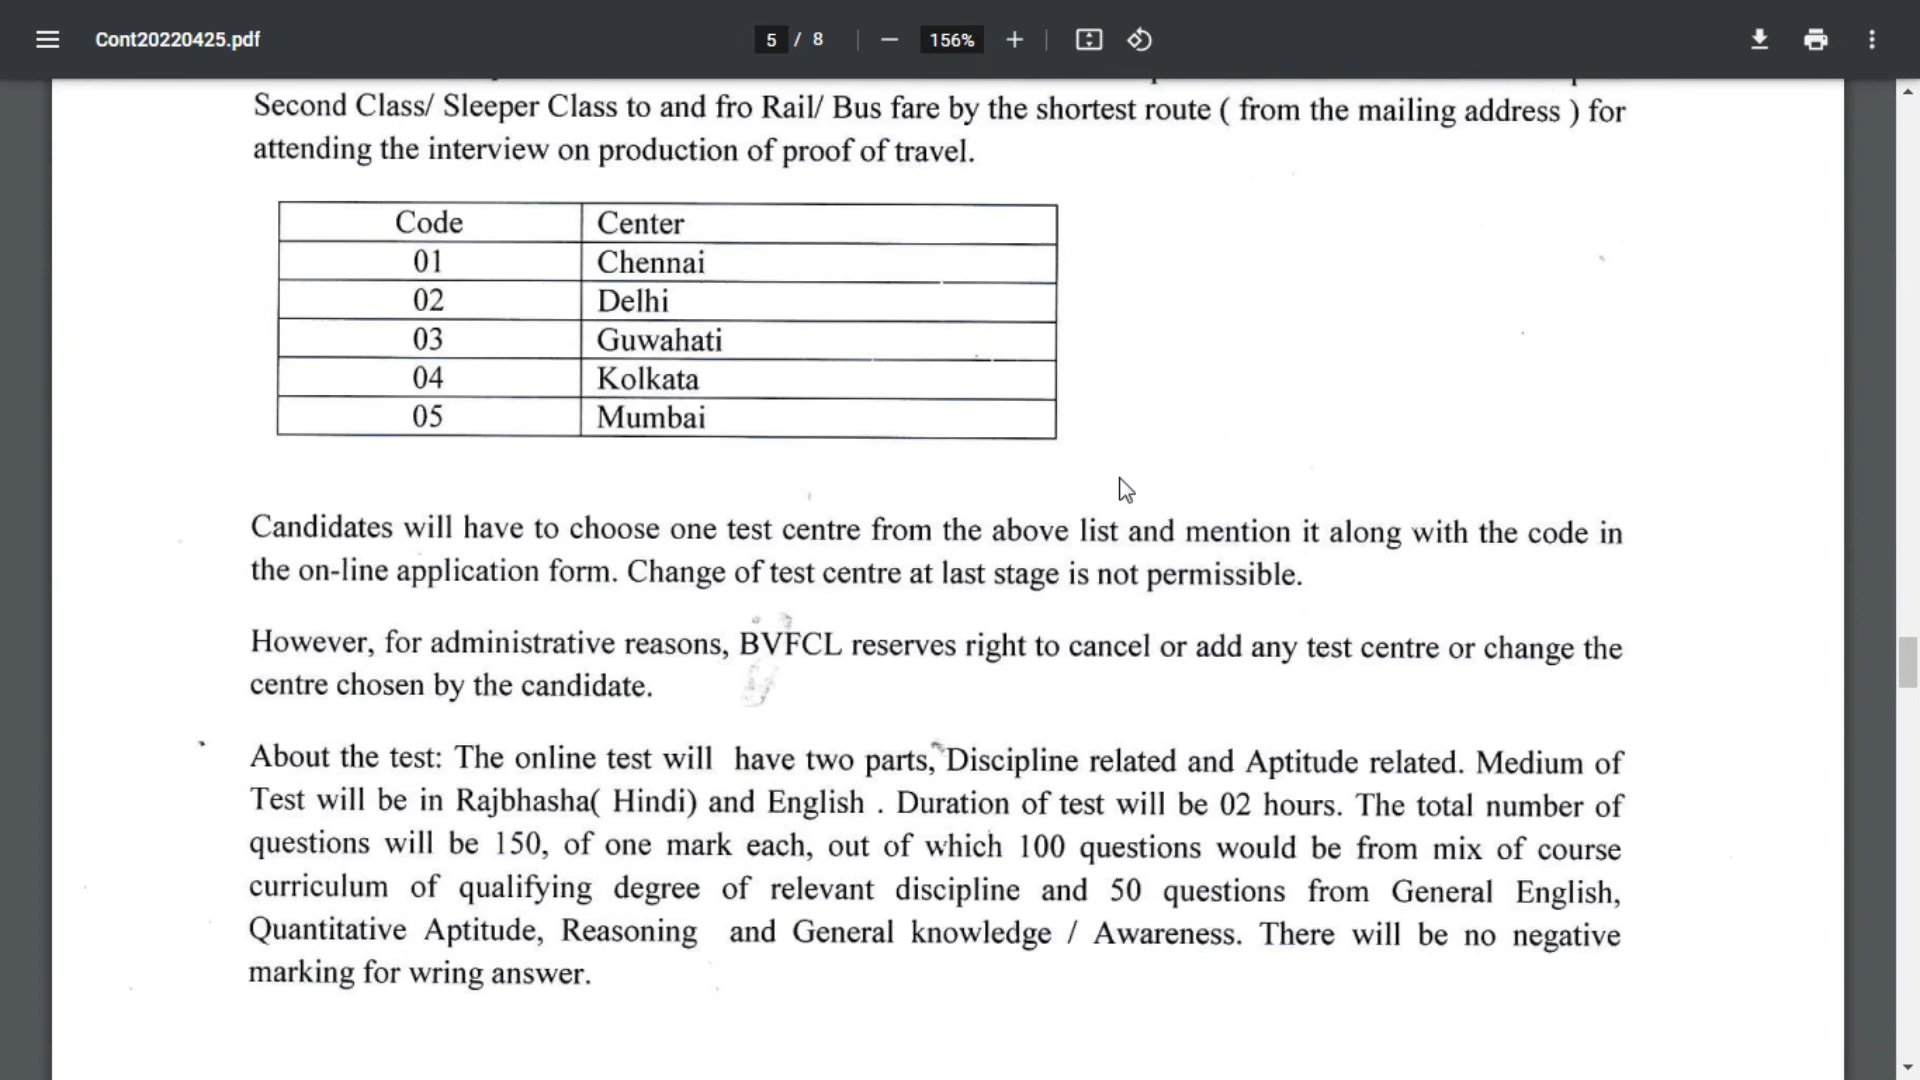 Cont20220425.pdf
5 / 8
156%
Second Class/ Sleeper Class to and fro Rail/ Bus fare by the shortest route ( from the mailing address ) for
attending the interview on production of proof of travel.
Code Center
01 Chennai
02 Delhi
03 Guwahati
04 Kolkata
05 Mumbai
Candidates will have to choose one test centre from the above list and mention it along with the code in
the on-line application form. Change of test centre at last stage is not permissible.
However, for administrative reasons, BVFCL reserves right to cancel or add any test centre or change the
centre chosen by the candidate.
About the test: The online test will have two parts, Discipline related and Aptitude related. Medium of
Test will be in Rajbhasha( Hindi) and English . Duration of test will be 02 hours. The total number of
questions will be 150, of one mark each, out of which 100 questions would be from mix of course
curriculum of qualifying degree of relevant discipline and 50 questions from General English,
Quantitative Aptitude, Reasoning and General knowledge / Awareness. There will be no negative
marking for wring answer.